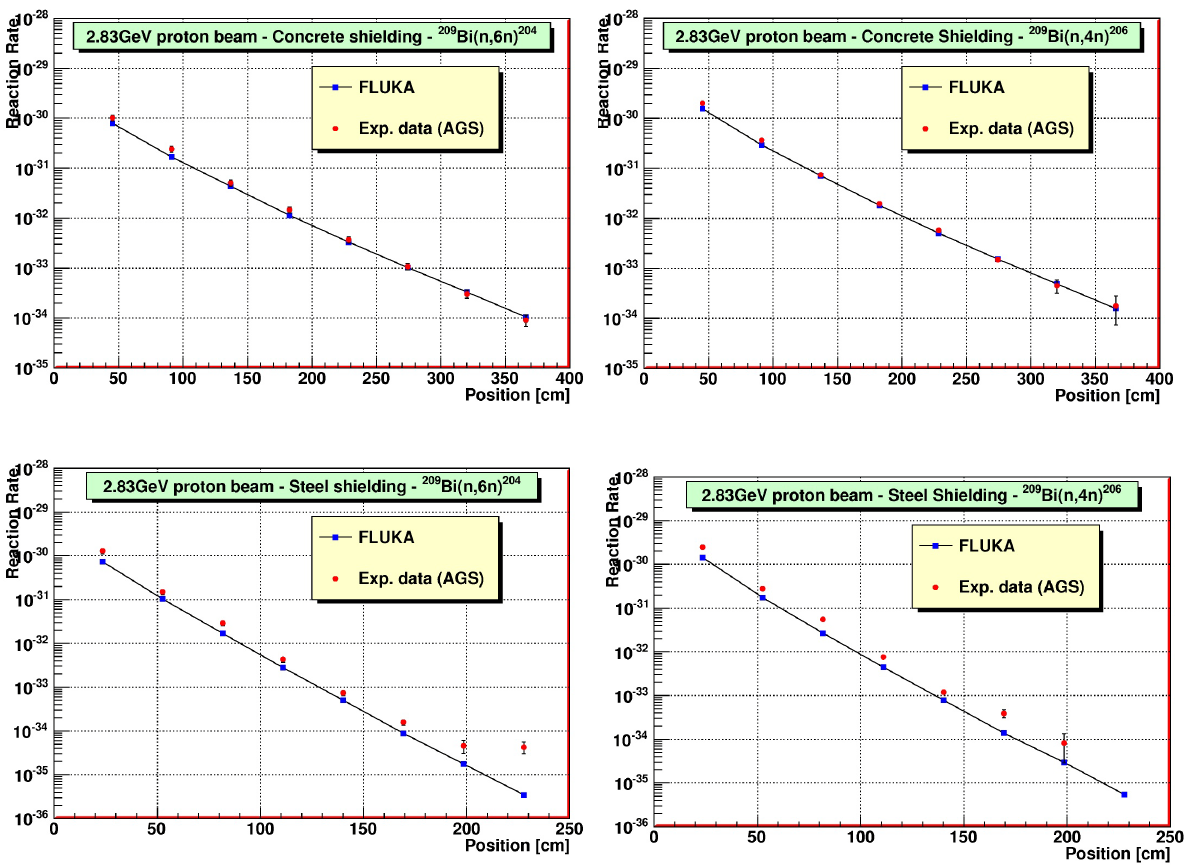 10⁻²⁸
2.83GeV proton beam - Concrete shielding - ²⁰⁹Bi(n,6n)²⁰⁴
Reaction Rate
10⁻²⁹
FLUKA
10⁻³⁰
Exp. data (AGS)
10⁻³¹
10⁻³²
10⁻³³
10⁻³⁴
10⁻³⁵
0 50 100 150 200 250 300 350 400
Position [cm]
10⁻²⁸
2.83GeV proton beam - Concrete Shielding - ²⁰⁹Bi(n,4n)²⁰⁶
Reaction Rate
10⁻²⁹
FLUKA
10⁻³⁰
Exp. data (AGS)
10⁻³¹
10⁻³²
10⁻³³
10⁻³⁴
10⁻³⁵
0 50 100 150 200 250 300 350 400
Position [cm]
10⁻²⁸
2.83GeV proton beam - Steel shielding - ²⁰⁹Bi(n,6n)²⁰⁴
Reaction Rate
10⁻²⁹
FLUKA
10⁻³⁰
Exp. data (AGS)
10⁻³¹
10⁻³²
10⁻³³
10⁻³⁴
10⁻³⁵
10⁻³⁶
0 50 100 150 200 250
Position [cm]
10⁻²⁸
2.83GeV proton beam - Steel Shielding - ²⁰⁹Bi(n,4n)²⁰⁶
Reaction Rate
10⁻²⁹
FLUKA
10⁻³⁰
Exp. data (AGS)
10⁻³¹
10⁻³²
10⁻³³
10⁻³⁴
10⁻³⁵
10⁻³⁶
0 50 100 150 200 250
Position [cm]